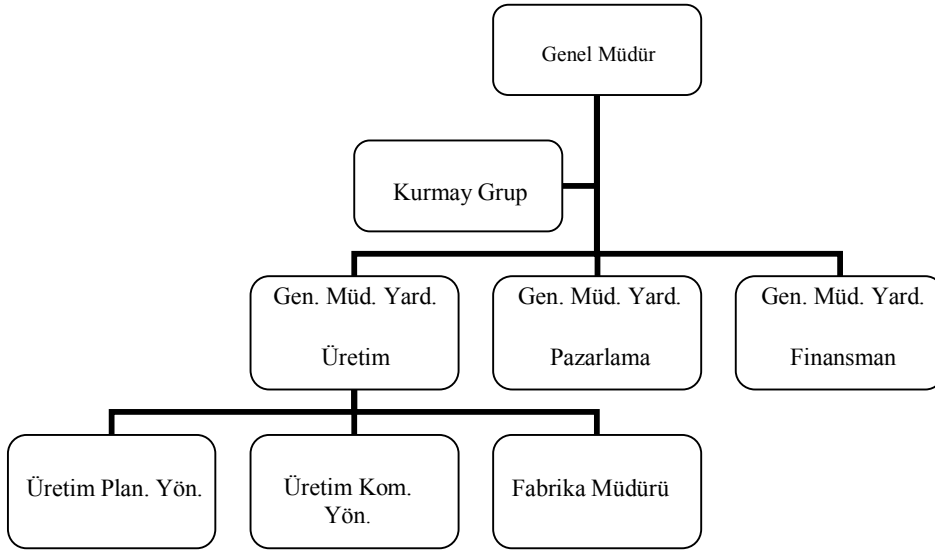 Genel Müdür
Kurmay Grup
Gen. Müd. Yard.
Üretim
Gen. Müd. Yard.
Pazarlama
Gen. Müd. Yard.
Finansman
Üretim Plan. Yön.
Üretim Kom.
Yön.
Fabrika Müdürü